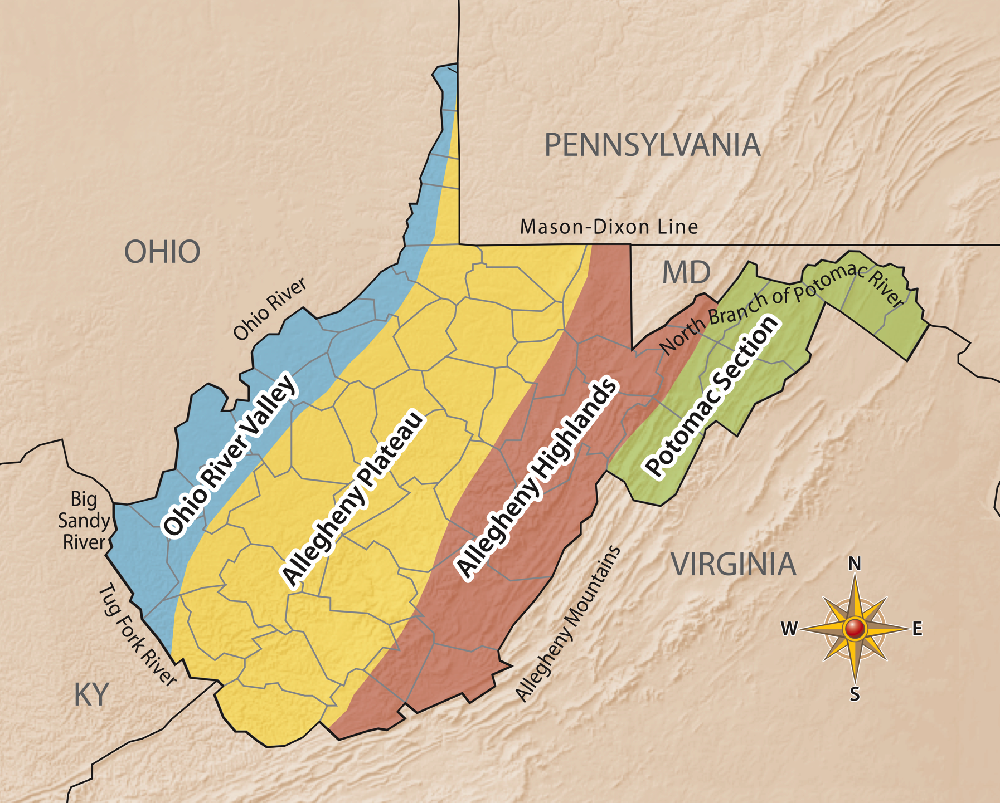 PENNSYLVANIA
Mason-Dixon Line
OHIO
MD
Ohio River
North Branch of Potomac River
Ohio River Valley
Allegheny Plateau
Allegheny Highlands
Potomac Section
Big
Sandy
River
Tug Fork River
Allegheny Mountains
VIRGINIA
KY
N
W
E
S